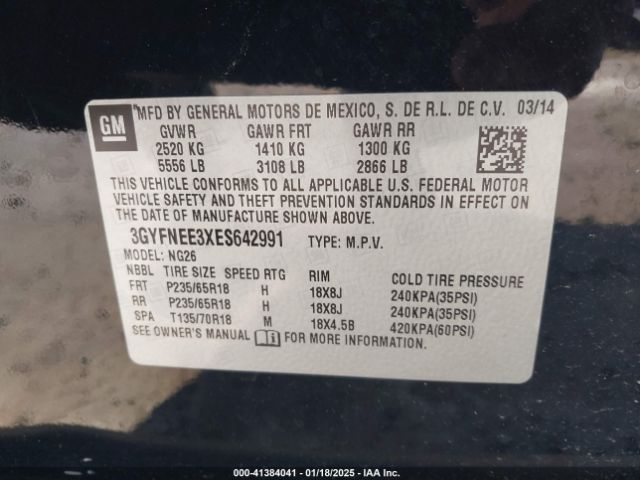 GM
"MFD BY GENERAL MOTORS DE MEXICO, S. DE R.L. DE C.V. 03/14
GVWR GAWR FRT GAWR RR
2520 KG 1410 KG 1300 KG
5556 LB 3108 LB 2866 LB
THIS VEHICLE CONFORMS TO ALL APPLICABLE U.S. FEDERAL MOTOR
VEHICLE SAFETY AND THEFT PREVENTION STANDARDS IN EFFECT ON
THE DATE OF MANUFACTURE SHOWN ABOVE.
3GYFNEE3XES642991 TYPE: M.P.V.
MODEL: NG26
NBBL TIRE SIZE SPEED RTG RIM COLD TIRE PRESSURE
FRT P235/65R18 H 18X8J 240KPA(35PSI)
RR P235/65R18 H 18X8J 240KPA(35PSI)
SPA T135/70R18 M 18X4.5B 420KPA(60PSI)
SEE OWNER'S MANUAL FOR MORE INFORMATION.
000-41384041 - 01/18/2025 - IAA Inc.